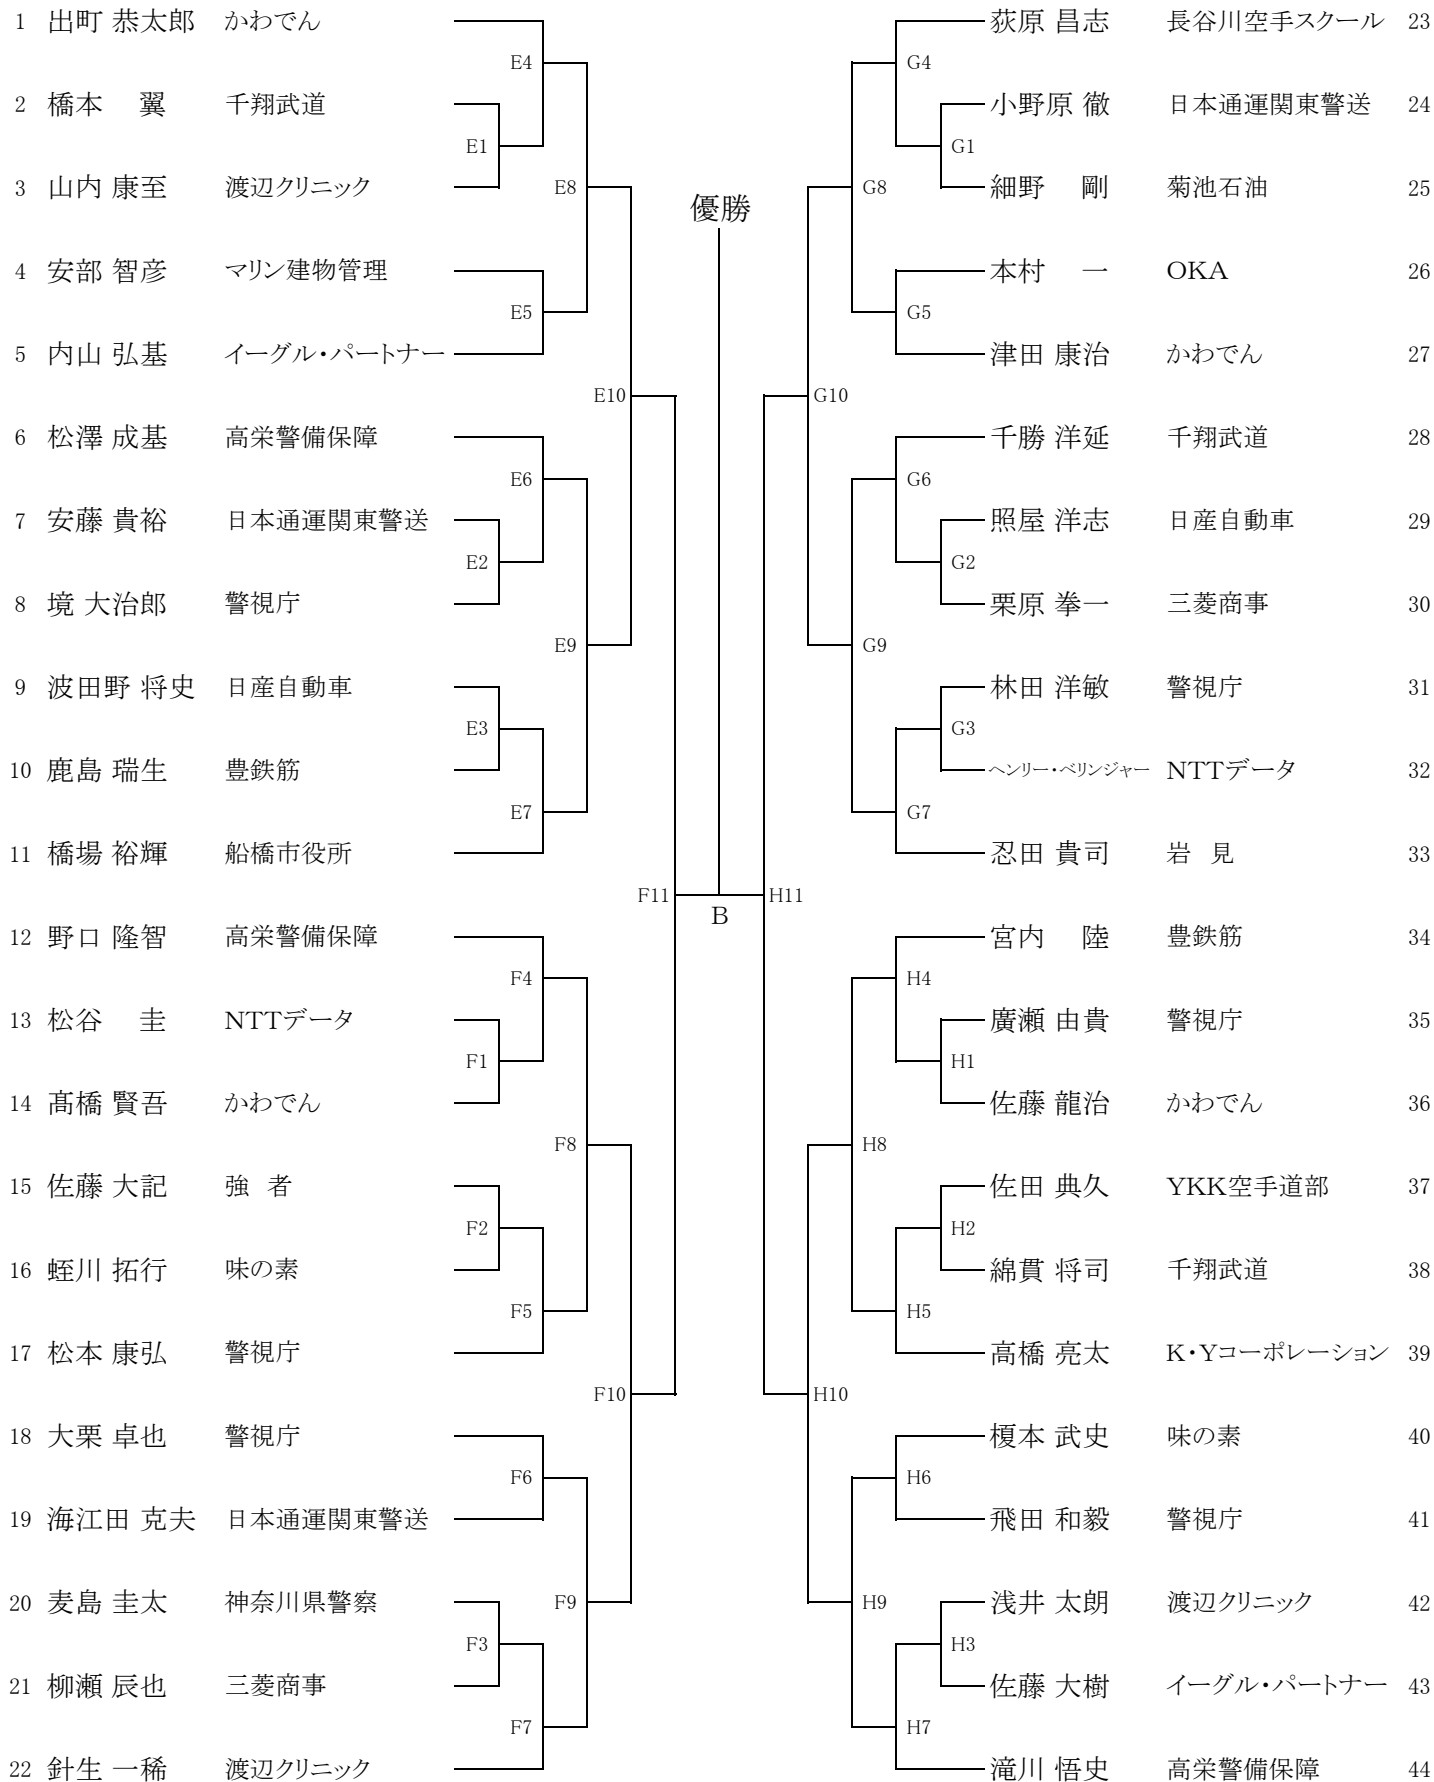 1 出町 恭太郎 かわでん
E4
2 橋本 翼 千翔武道
E1
3 山内 康至 渡辺クリニック
E8
4 安部 智彦 マリン建物管理
E5
5 内山 弘基 イーグル・パートナー
E10
6 松澤 成基 高栄警備保障
E6
7 安藤 貴裕 日本通運関東警送
E2
8 境 大治郎 警視庁
E9
9 波田野 将史 日産自動車
E3
10 鹿島 瑞生 豊鉄筋
E7
11 橋場 裕輝 船橋市役所
F11
12 野口 隆智 高栄警備保障
F4
13 松谷 圭 NTTデータ
F1
14 髙橋 賢吾 かわでん
F8
15 佐藤 大記 強 者
F2
16 蛭川 拓行 味の素
F5
17 松本 康弘 警視庁
F10
18 大栗 卓也 警視庁
F6
19 海江田 克夫 日本通運関東警送
20 麦島 圭太 神奈川県警察
F9
F3
21 柳瀬 辰也 三菱商事
F7
22 針生 一稀 渡辺クリニック
優勝
B
荻原 昌志 長谷川空手スクール 23
G4
小野原 徹 日本通運関東警送 24
G1
細野 剛 菊池石油 25
G8
本村 一 OKA 26
G5
津田 康治 かわでん 27
G10
千勝 洋延 千翔武道 28
G6
照屋 洋志 日産自動車 29
G2
栗原 拳一 三菱商事 30
G9
林田 洋敏 警視庁 31
G3
ヘンリー・ベリンジャー NTTデータ 32
G7
忍田 貴司 岩 見 33
H11
宮内 陸 豊鉄筋 34
H4
廣瀬 由貴 警視庁 35
H1
佐藤 龍治 かわでん 36
H8
佐田 典久 YKK空手道部 37
H2
綿貫 将司 千翔武道 38
H5
高橋 亮太 K・Yコーポレーション 39
H10
榎本 武史 味の素 40
H6
飛田 和毅 警視庁 41
浅井 太朗 渡辺クリニック 42
H9
H3
佐藤 大樹 イーグル・パートナー 43
H7
滝川 悟史 高栄警備保障 44